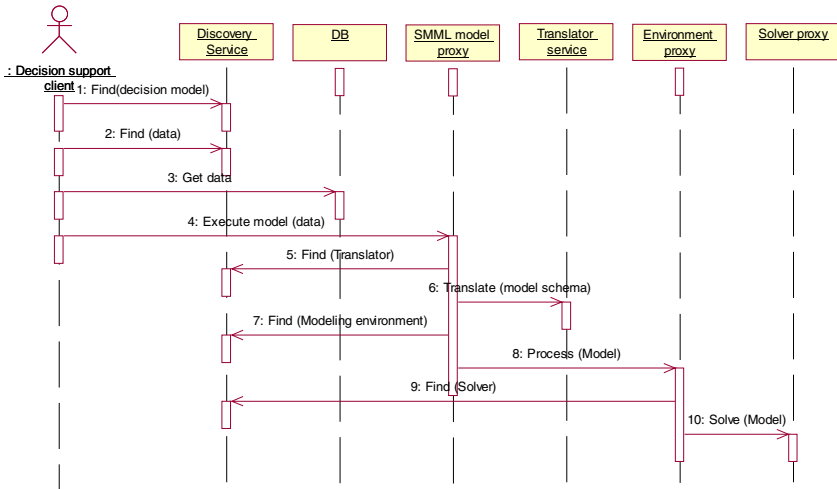 Discovery
Service
DB
SMML model
proxy
Translator
service
Environment
proxy
Solver proxy
: Decision support
client
1: Find(decision model)
2: Find (data)
3: Get data
4: Execute model (data)
5: Find (Translator)
6: Translate (model schema)
7: Find (Modeling environment)
8: Process (Model)
9: Find (Solver)
10: Solve (Model)